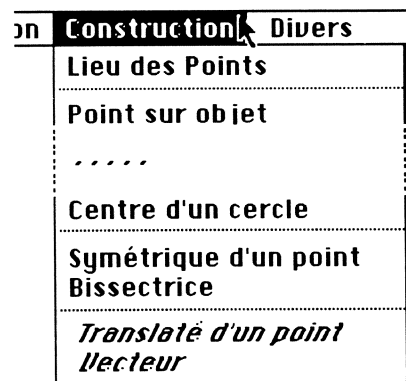 on Construction Divers
Lieu des Points
Point sur objet
Centre d'un cercle
Symétrique d'un point
Bissectrice
Translaté d'un point
Vecteur